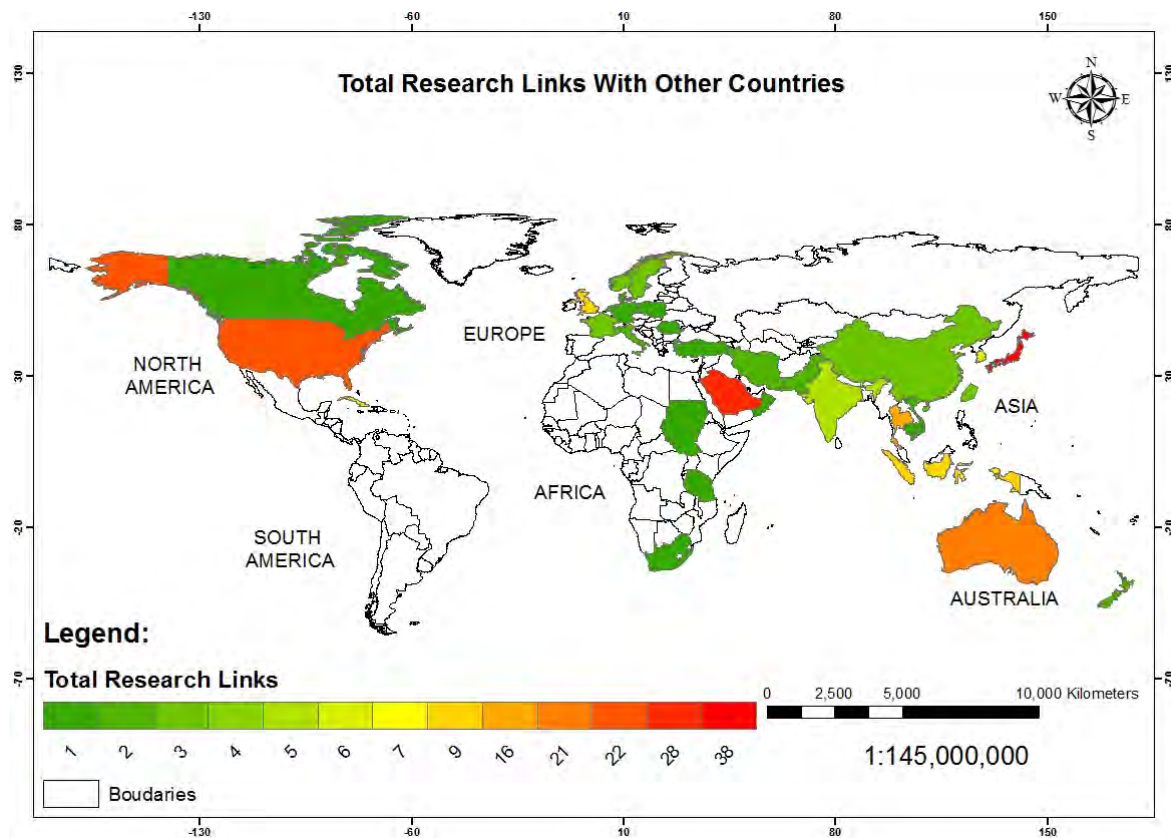 -130 -60 10 80 150
130 130
Total Research Links With Other Countries
N
W E
S
80 80
EUROPE
NORTH
AMERICA
30 30
ASIA
AFRICA
-20 -20
SOUTH
AMERICA
AUSTRALIA
Legend:
-70 -70
Total Research Links
0 2,500 5,000 10,000 Kilometers
1 2 3 4 5 6 7 9 16 21 22 28 38
1:145,000,000
Boudaries
-130 -60 10 80 150